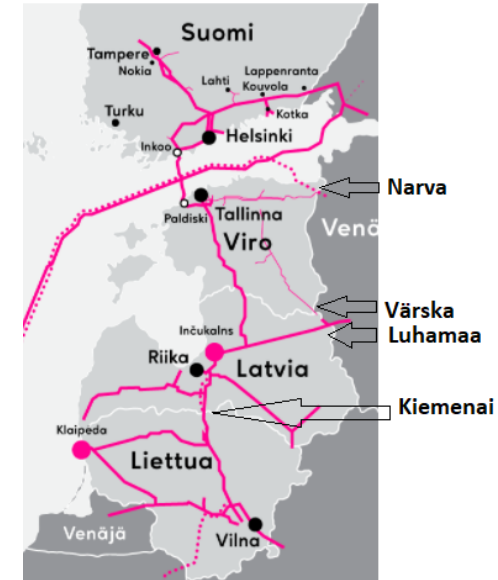 Suomi
Tampere
Nokia
Lahti
Lappenranta
Kouvola
Turku
Kotka
Helsinki
Inkoo
Narva
Paldiski
Tallinna
Viro
Venä
Värska
Luhamaa
Inčukalns
Riika
Latvia
Kiemenai
Klaipeda
Liettua
Venäjä
Vilna